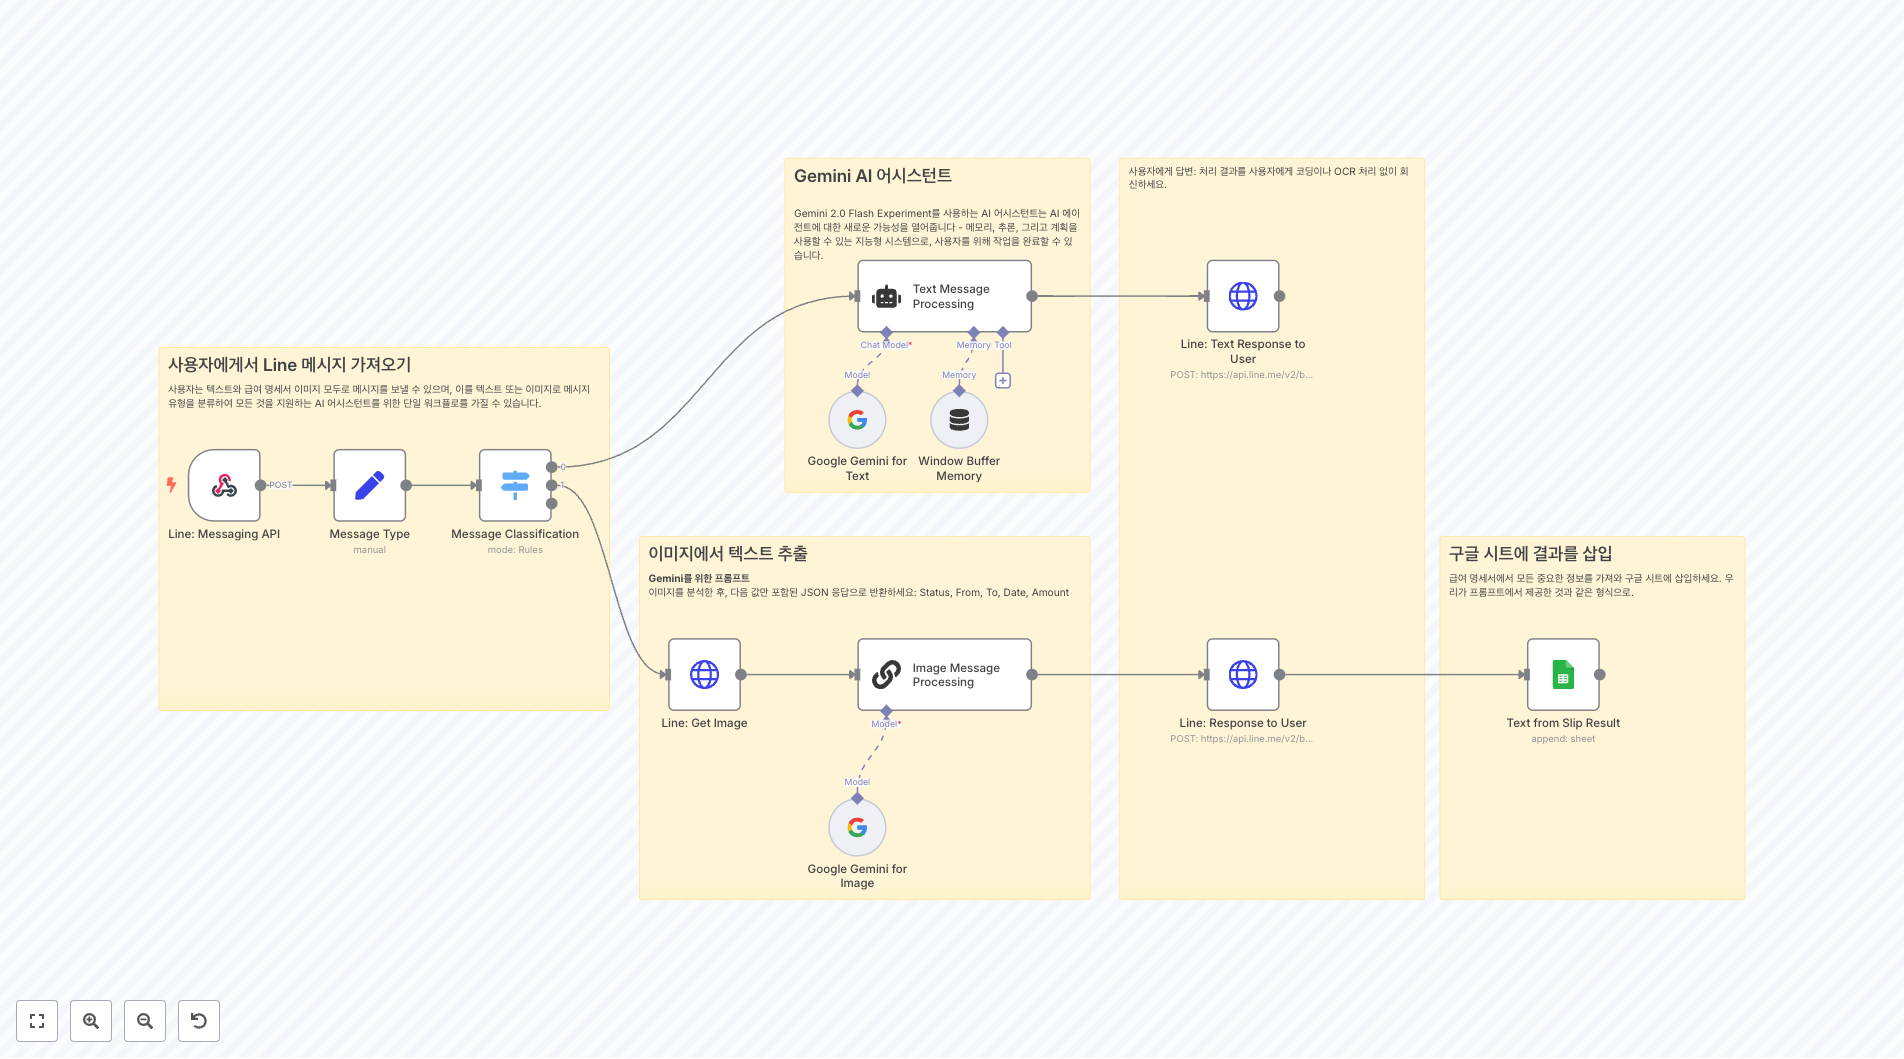 사용자에게서 Line 메시지 가져오기
사용자는 텍스트와 급여 명세서 이미지 모두로 메시지를 보낼 수 있으며, 이를 텍스트 또는 이미지로 메시지
유형을 분류하여 모든 것을 지원하는 AI 어시스턴트를 위한 단일 워크플로를 가질 수 있습니다.
POST
0
1
Line: Messaging API
Message Type
manual
Message Classification
mode: Rules
Gemini AI 어시스턴트
Gemini 2.0 Flash Experiment를 사용하는 AI 어시스턴트는 AI 에이
전트에 대한 새로운 가능성을 열어줍니다 - 메모리, 추론, 그리고 계획을
사용할 수 있는 지능형 시스템으로, 사용자를 위해 작업을 완료할 수 있
습니다.
Text Message
Processing
Chat Model*
Memory
Tool
Model
Memory
Google Gemini for
Text
Window Buffer
Memory
사용자에게 답변: 처리 결과를 사용자에게 코딩이나 OCR 처리 없이 회
신하세요.
Line: Text Response to
User
POST: https://api.line.me/v2/b...
이미지에서 텍스트 추출
Gemini를 위한 프롬프트
이미지를 분석한 후, 다음 값만 포함된 JSON 응답으로 반환하세요: Status, From, To, Date, Amount
Line: Get Image
Image Message
Processing
Model*
Model
Google Gemini for
Image
Line: Response to User
POST: https://api.line.me/v2/b...
구글 시트에 결과를 삽입
급여 명세서에서 모든 중요한 정보를 가져와 구글 시트에 삽입하세요. 우
리가 프롬프트에서 제공한 것과 같은 형식으로.
Text from Slip Result
append: sheet